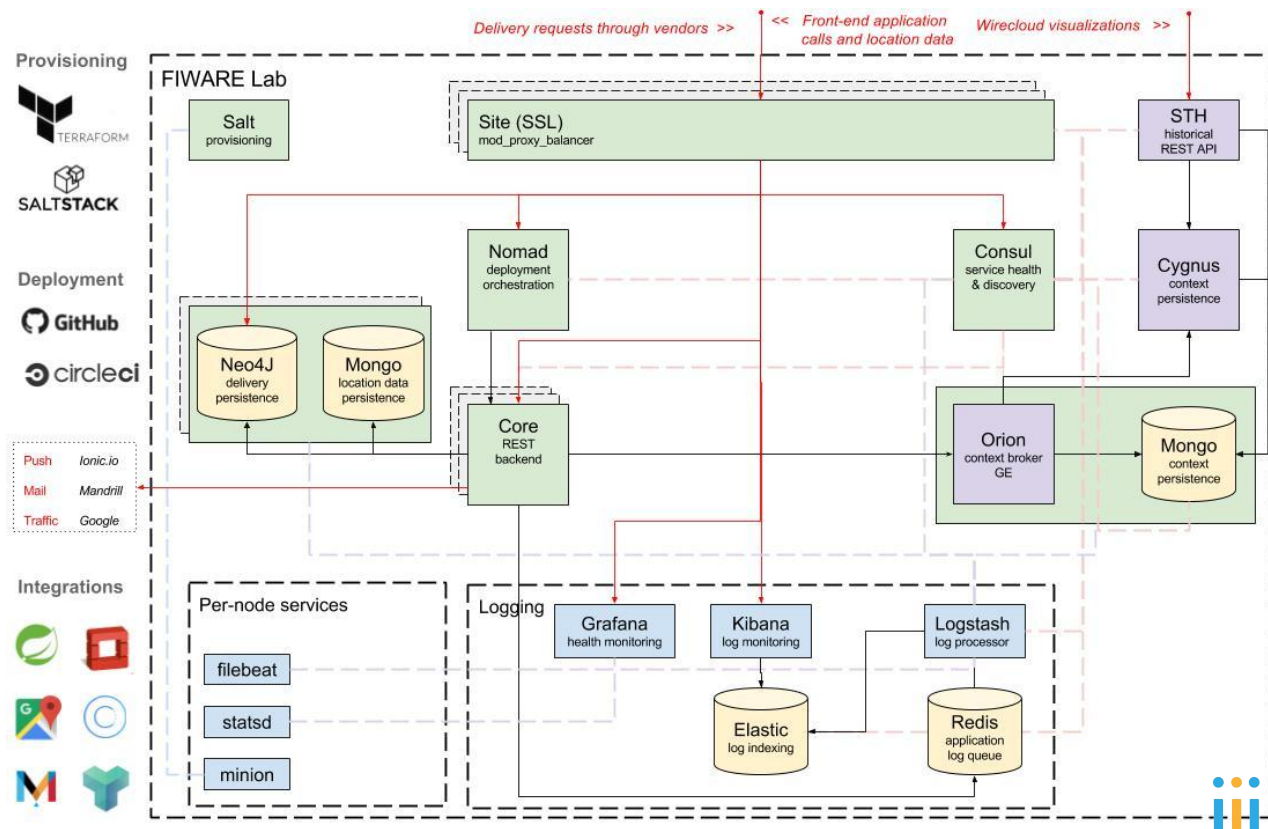 Delivery requests through vendors >>
<< Front-end application
calls and location data
Wirecloud visualizations >>
Provisioning
TERRAFORM
SALTSTACK
Deployment
GitHub
circleci
Push Ionic.io
Mail Mandrill
Traffic Google
Integrations
G
C
FIWARE Lab
Salt
provisioning
Site (SSL)
mod_proxy_balancer
STH
historical
REST API
Nomad
deployment
orchestration
Consul
service health
& discovery
Cygnus
context
persistence
Neo4J
delivery
persistence
Mongo
location data
persistence
Core
REST
backend
Orion
context broker
GE
Mongo
context
persistence
Per-node services
filebeat
statsd
minion
Logging
Grafana
health monitoring
Kibana
log monitoring
Logstash
log processor
Elastic
log indexing
Redis
application
log queue